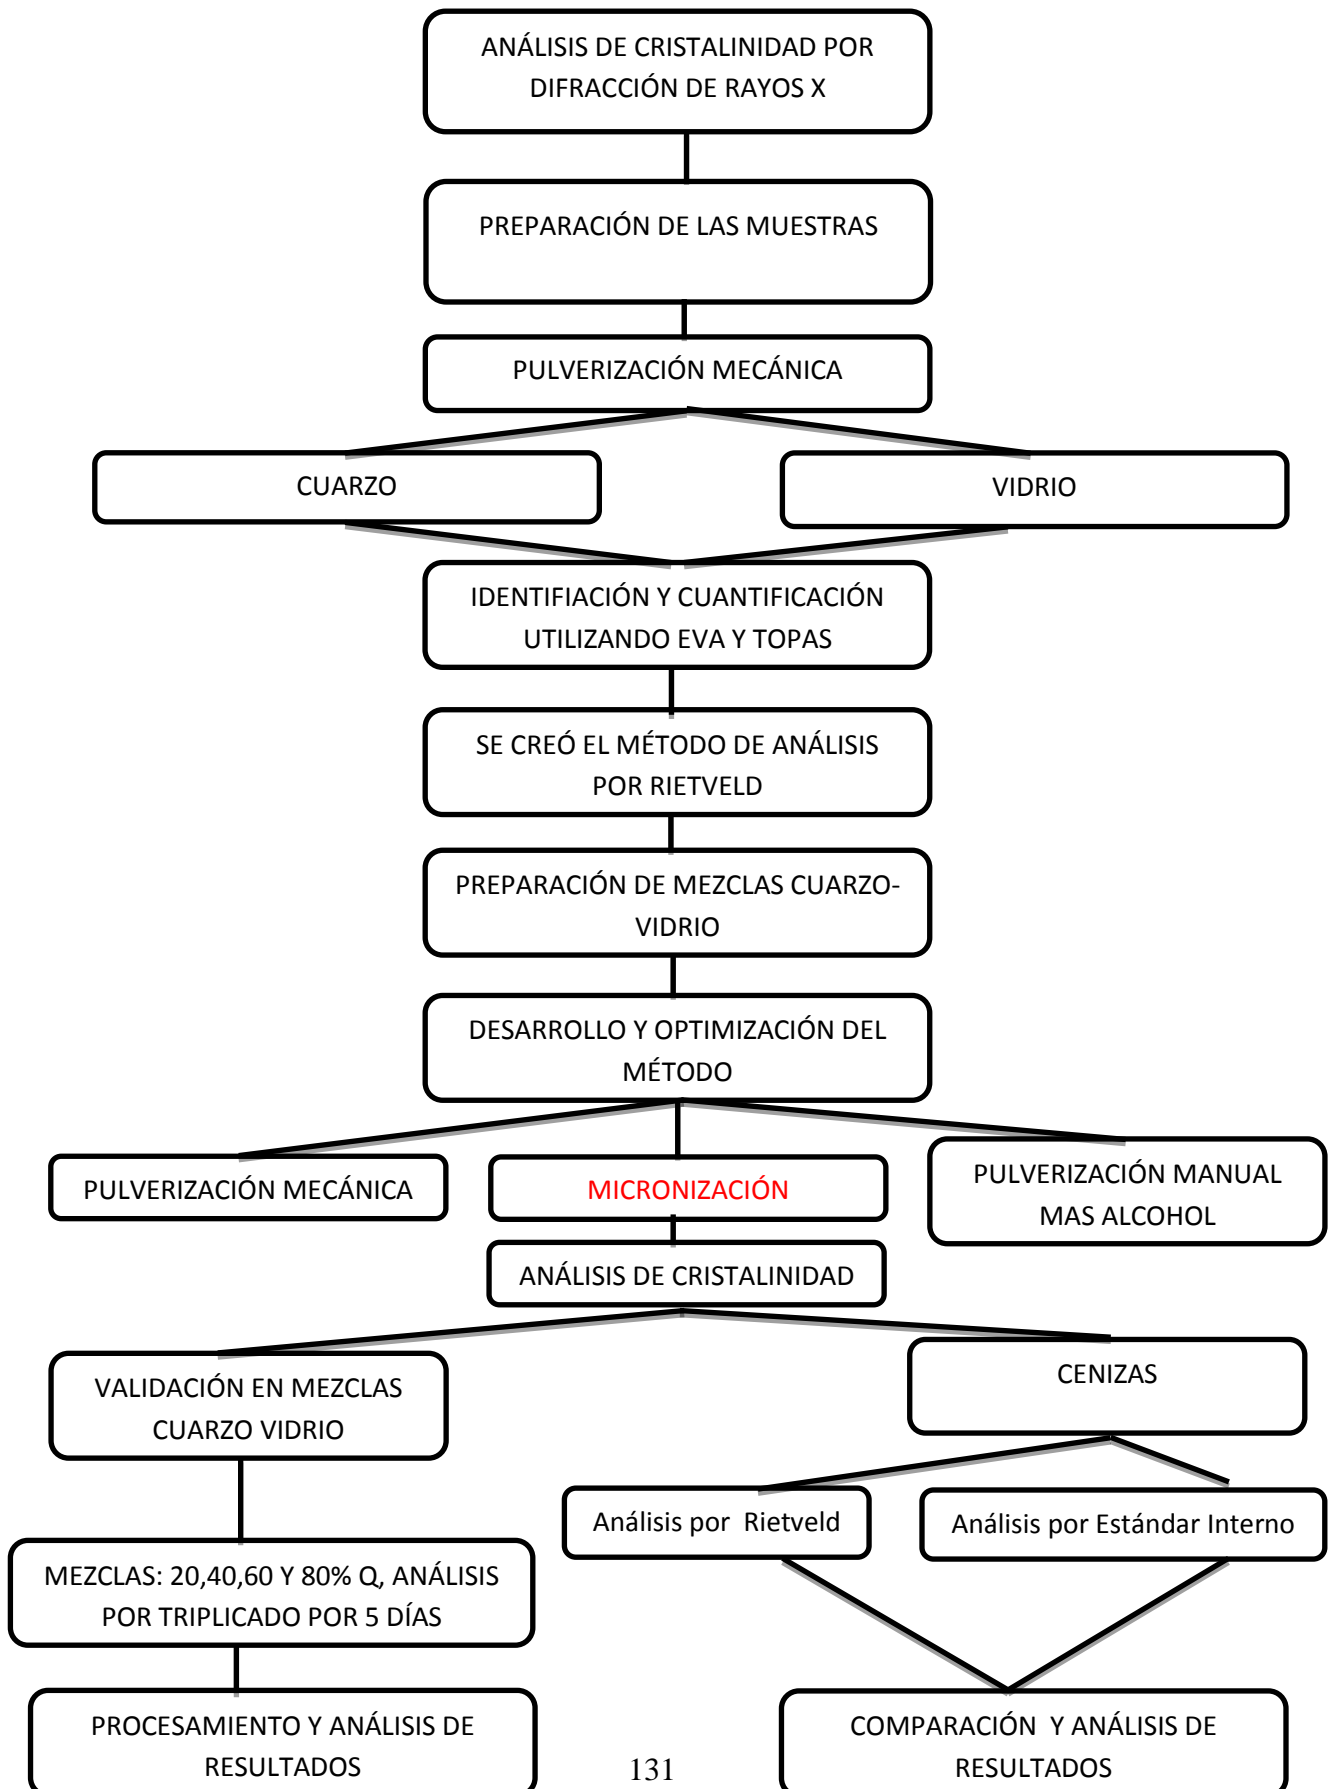 ANÁLISIS DE CRISTALINIDAD POR
DIFRACCIÓN DE RAYOS X
PREPARACIÓN DE LAS MUESTRAS
PULVERIZACIÓN MECÁNICA
CUARZO
VIDRIO
IDENTIFIACIÓN Y CUANTIFICACIÓN
UTILIZANDO EVA Y TOPAS
SE CREÓ EL MÉTODO DE ANÁLISIS
POR RIETVELD
PREPARACIÓN DE MEZCLAS CUARZO-
VIDRIO
DESARROLLO Y OPTIMIZACIÓN DEL
MÉTODO
PULVERIZACIÓN MECÁNICA
MICRONIZACIÓN
PULVERIZACIÓN MANUAL
MAS ALCOHOL
ANÁLISIS DE CRISTALINIDAD
VALIDACIÓN EN MEZCLAS
CUARZO VIDRIO
CENIZAS
Análisis por  Rietveld
Análisis por Estándar Interno
MEZCLAS: 20,40,60 Y 80% Q, ANÁLISIS
POR TRIPLICADO POR 5 DÍAS
PROCESAMIENTO Y ANÁLISIS DE
RESULTADOS
COMPARACIÓN  Y ANÁLISIS DE
RESULTADOS
131